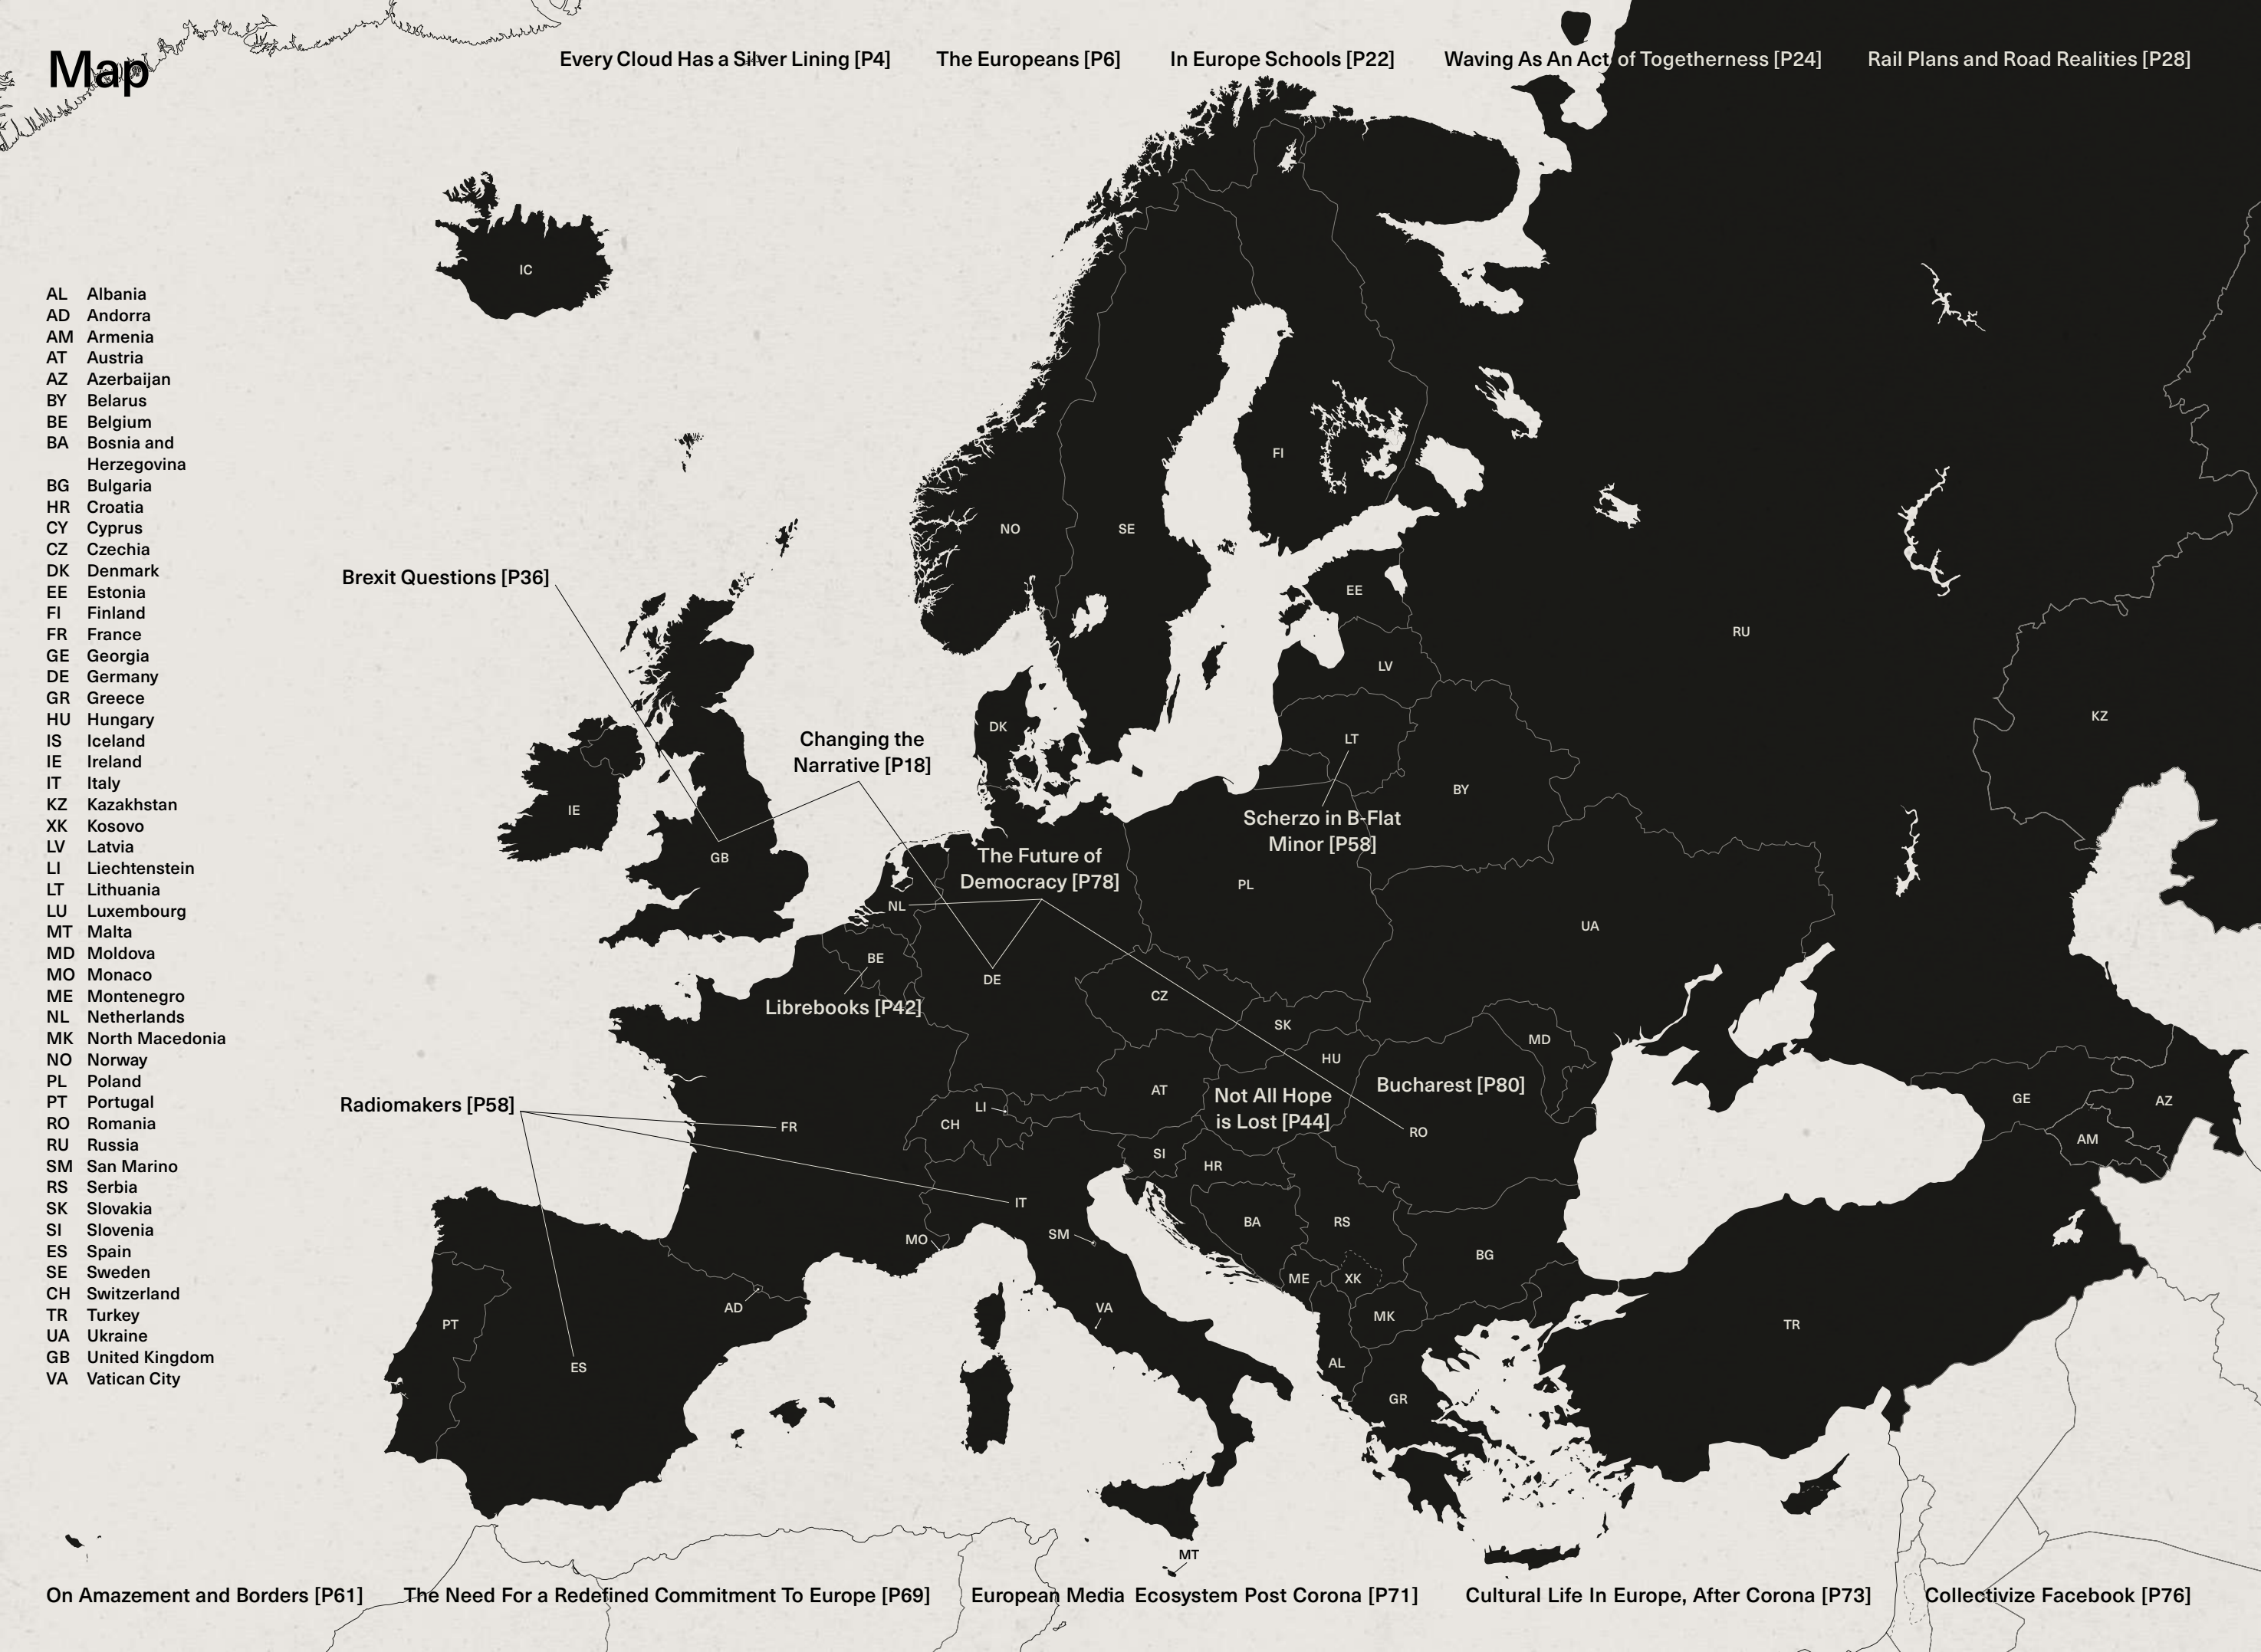 Map
Every Cloud Has a Silver Lining [P4]
The Europeans [P6]
In Europe Schools [P22]
Waving As An Act of Togetherness [P24]
Rail Plans and Road Realities [P28]
AL Albania
AD Andorra
AM Armenia
AT Austria
AZ Azerbaijan
BY Belarus
BE Belgium
BA Bosnia and
Herzegovina
BG Bulgaria
HR Croatia
CY Cyprus
CZ Czechia
DK Denmark
EE Estonia
FI Finland
FR France
GE Georgia
DE Germany
GR Greece
HU Hungary
IS Iceland
IE Ireland
IT Italy
KZ Kazakhstan
XK Kosovo
LV Latvia
LI Liechtenstein
LT Lithuania
LU Luxembourg
MT Malta
MD Moldova
MO Monaco
ME Montenegro
NL Netherlands
MK North Macedonia
NO Norway
PL Poland
PT Portugal
RO Romania
RU Russia
SM San Marino
RS Serbia
SK Slovakia
SI Slovenia
ES Spain
SE Sweden
CH Switzerland
TR Turkey
UA Ukraine
GB United Kingdom
VA Vatican City
IC
FI
NO
SE
Brexit Questions [P36]
EE
RU
LV
KZ
DK
Changing the
Narrative [P18]
LT
BY
IE
Scherzo in B-Flat
Minor [P58]
GB
The Future of
Democracy [P78]
PL
NL
UA
BE
DE
CZ
Librebooks [P42]
SK
MD
HU
AT
Bucharest [P80]
Not All Hope
is Lost [P44]
GE
AZ
Radiomakers [P58]
LI
CH
FR
RO
AM
SI
HR
IT
BA
RS
SM
MO
BG
ME
XK
AD
VA
MK
PT
TR
AL
ES
GR
MT
On Amazement and Borders [P61]
The Need For a Redefined Commitment To Europe [P69]
European Media Ecosystem Post Corona [P71]
Cultural Life In Europe, After Corona [P73]
Collectivize Facebook [P76]